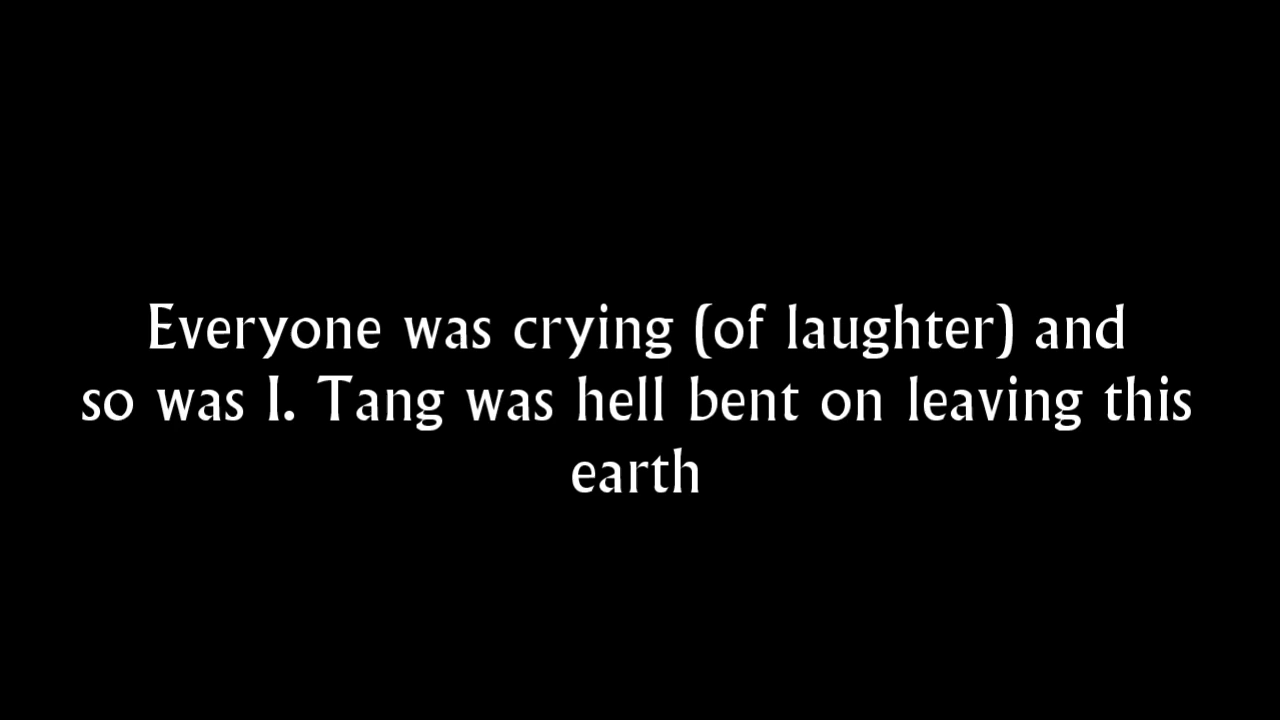 Everyone was crying (of laughter) and
so was I. Tang was hell bent on leaving this
earth